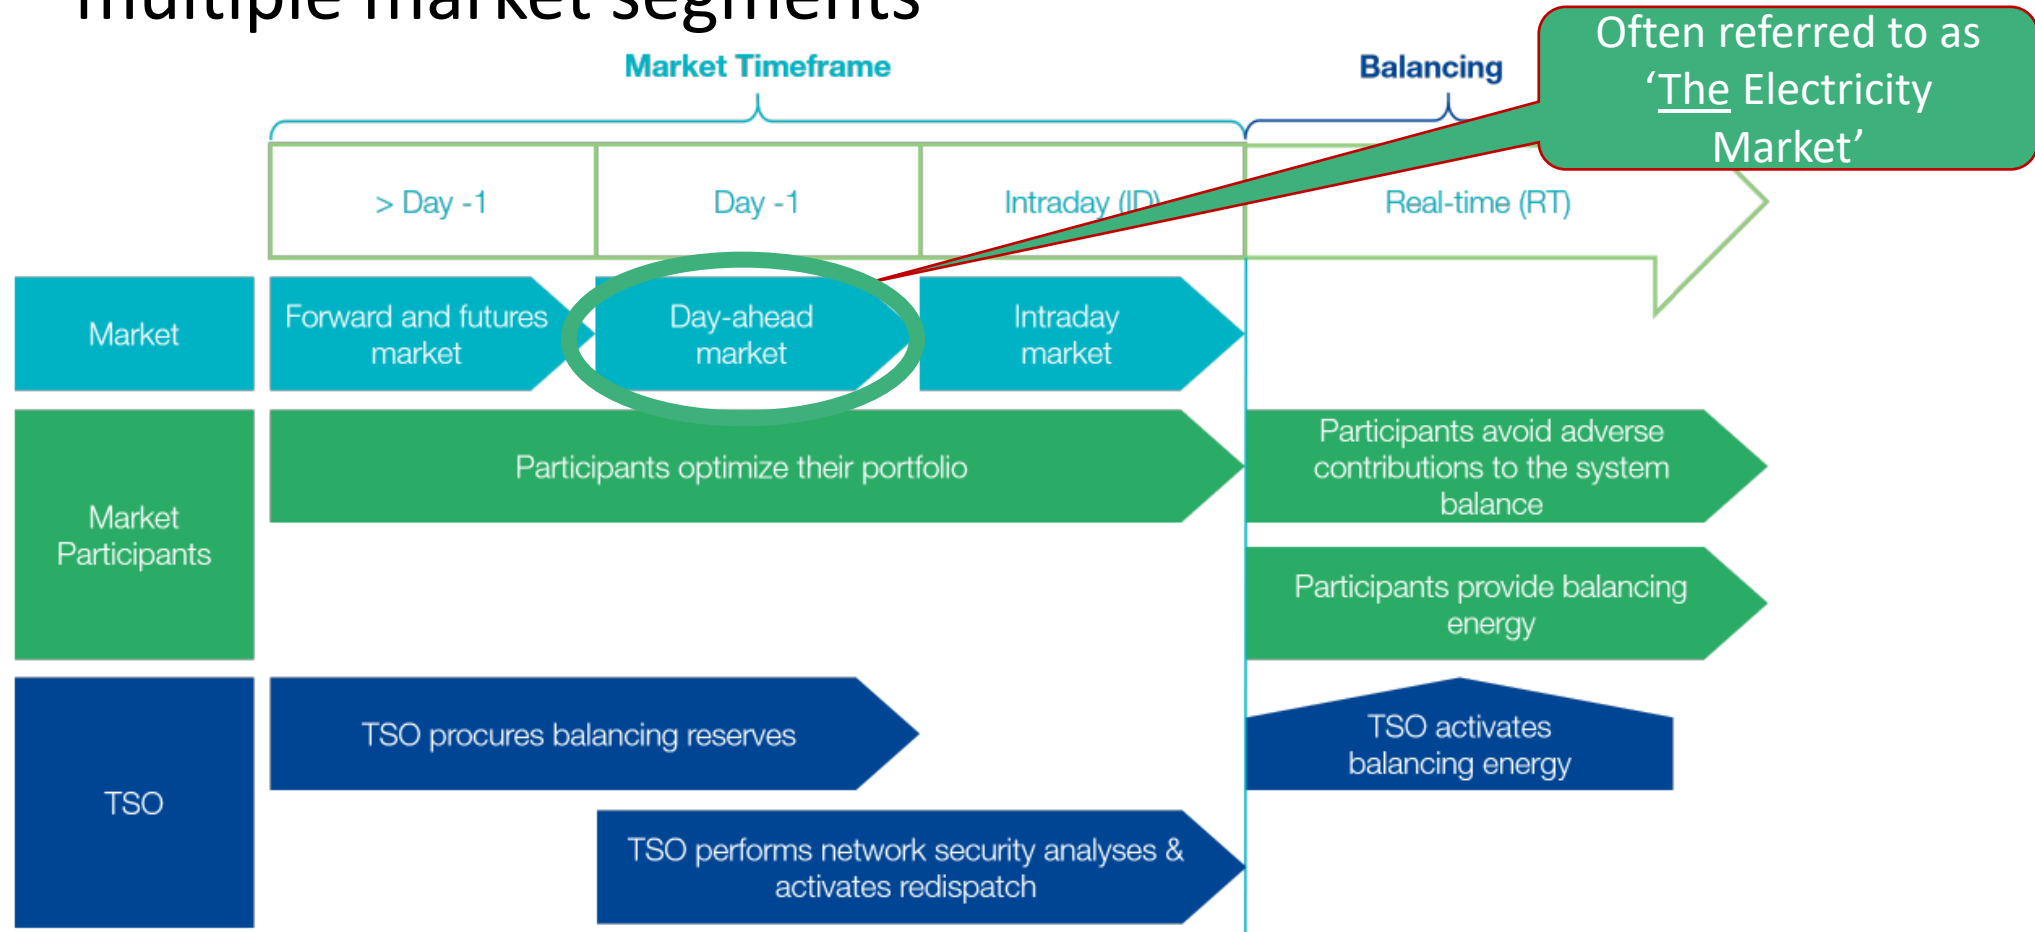 multiple market segments
Often referred to as
‘The Electricity
Market’
Market Timeframe
Balancing
> Day -1
Day -1
Intraday (ID)
Real-time (RT)
Market
Forward and futures
market
Day-ahead
market
Intraday
market
Market
Participants
Participants optimize their portfolio
Participants avoid adverse
contributions to the system
balance
Participants provide balancing
energy
TSO
TSO procures balancing reserves
TSO activates
balancing energy
TSO performs network security analyses &
activates redispatch